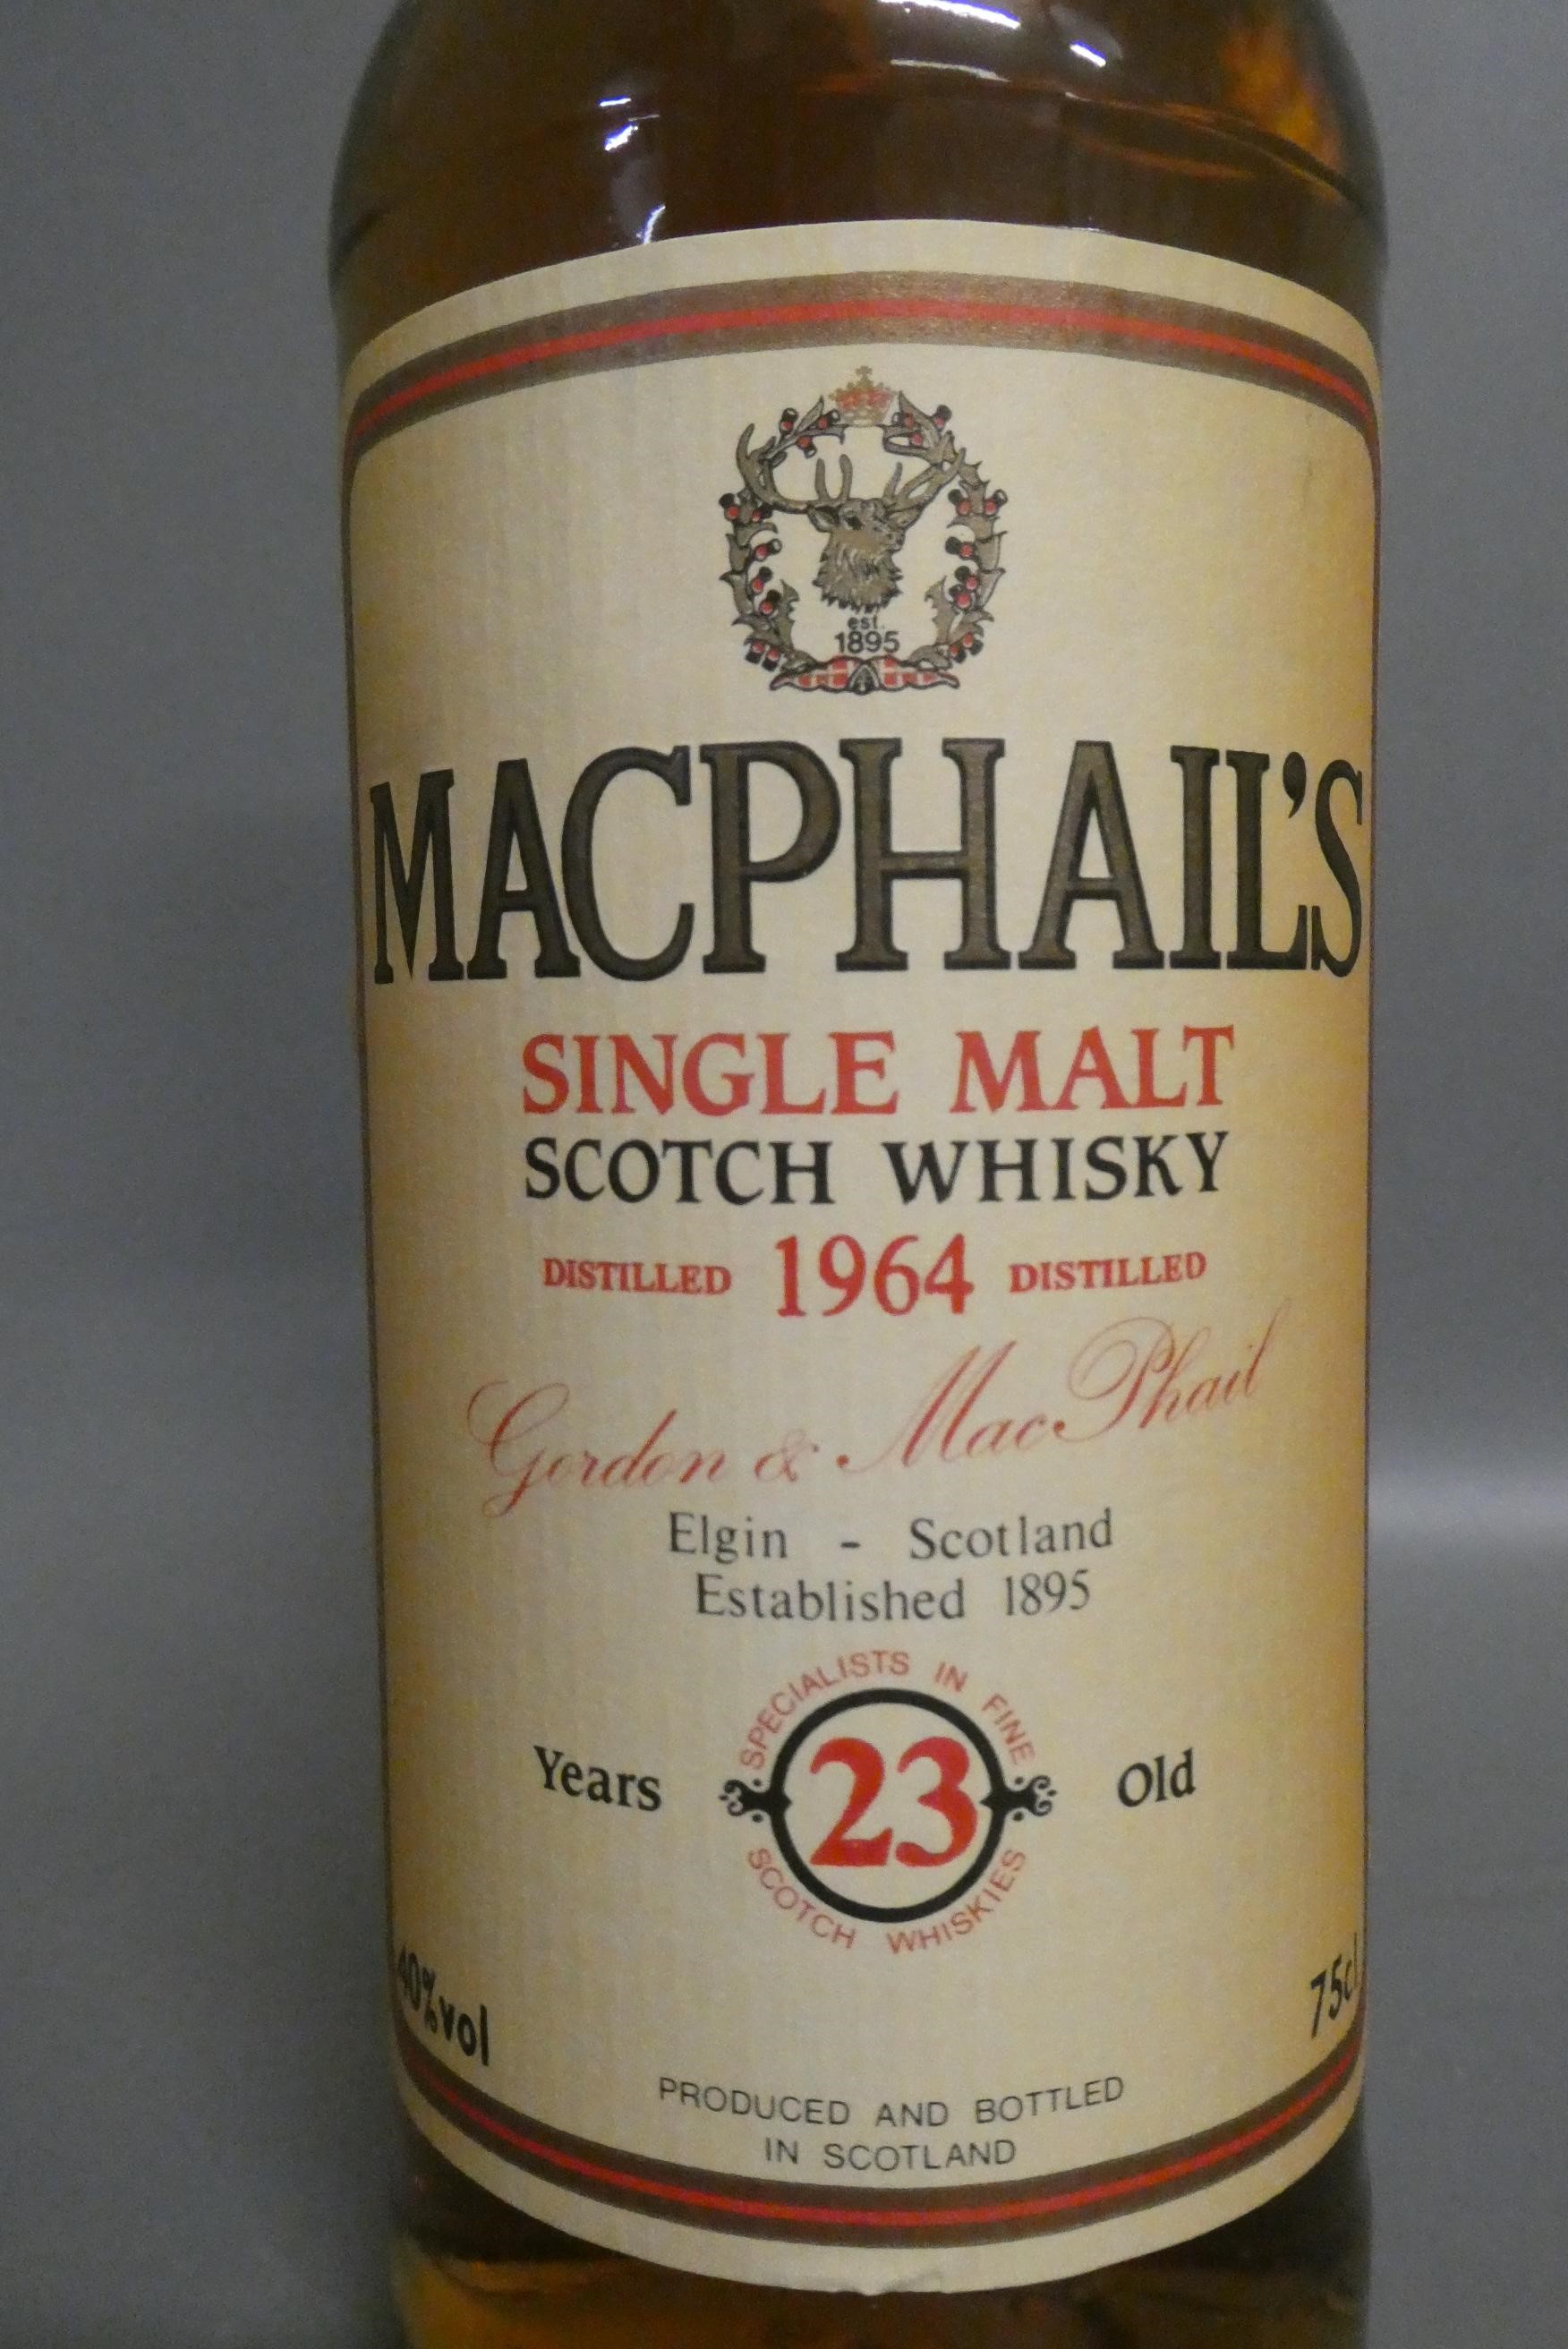 est.
1895
MACPHAIL'S
SINGLE MALT
SCOTCH WHISKY
DISTILLED 1964 DISTILLED
Gordon & MacPhail
Elgin - Scotland
Established 1895
SPECIALISTS IN FINE
Years 23 Old
SCOTCH WHISKIES
40%vol 75cl
PRODUCED AND BOTTLED
IN SCOTLAND